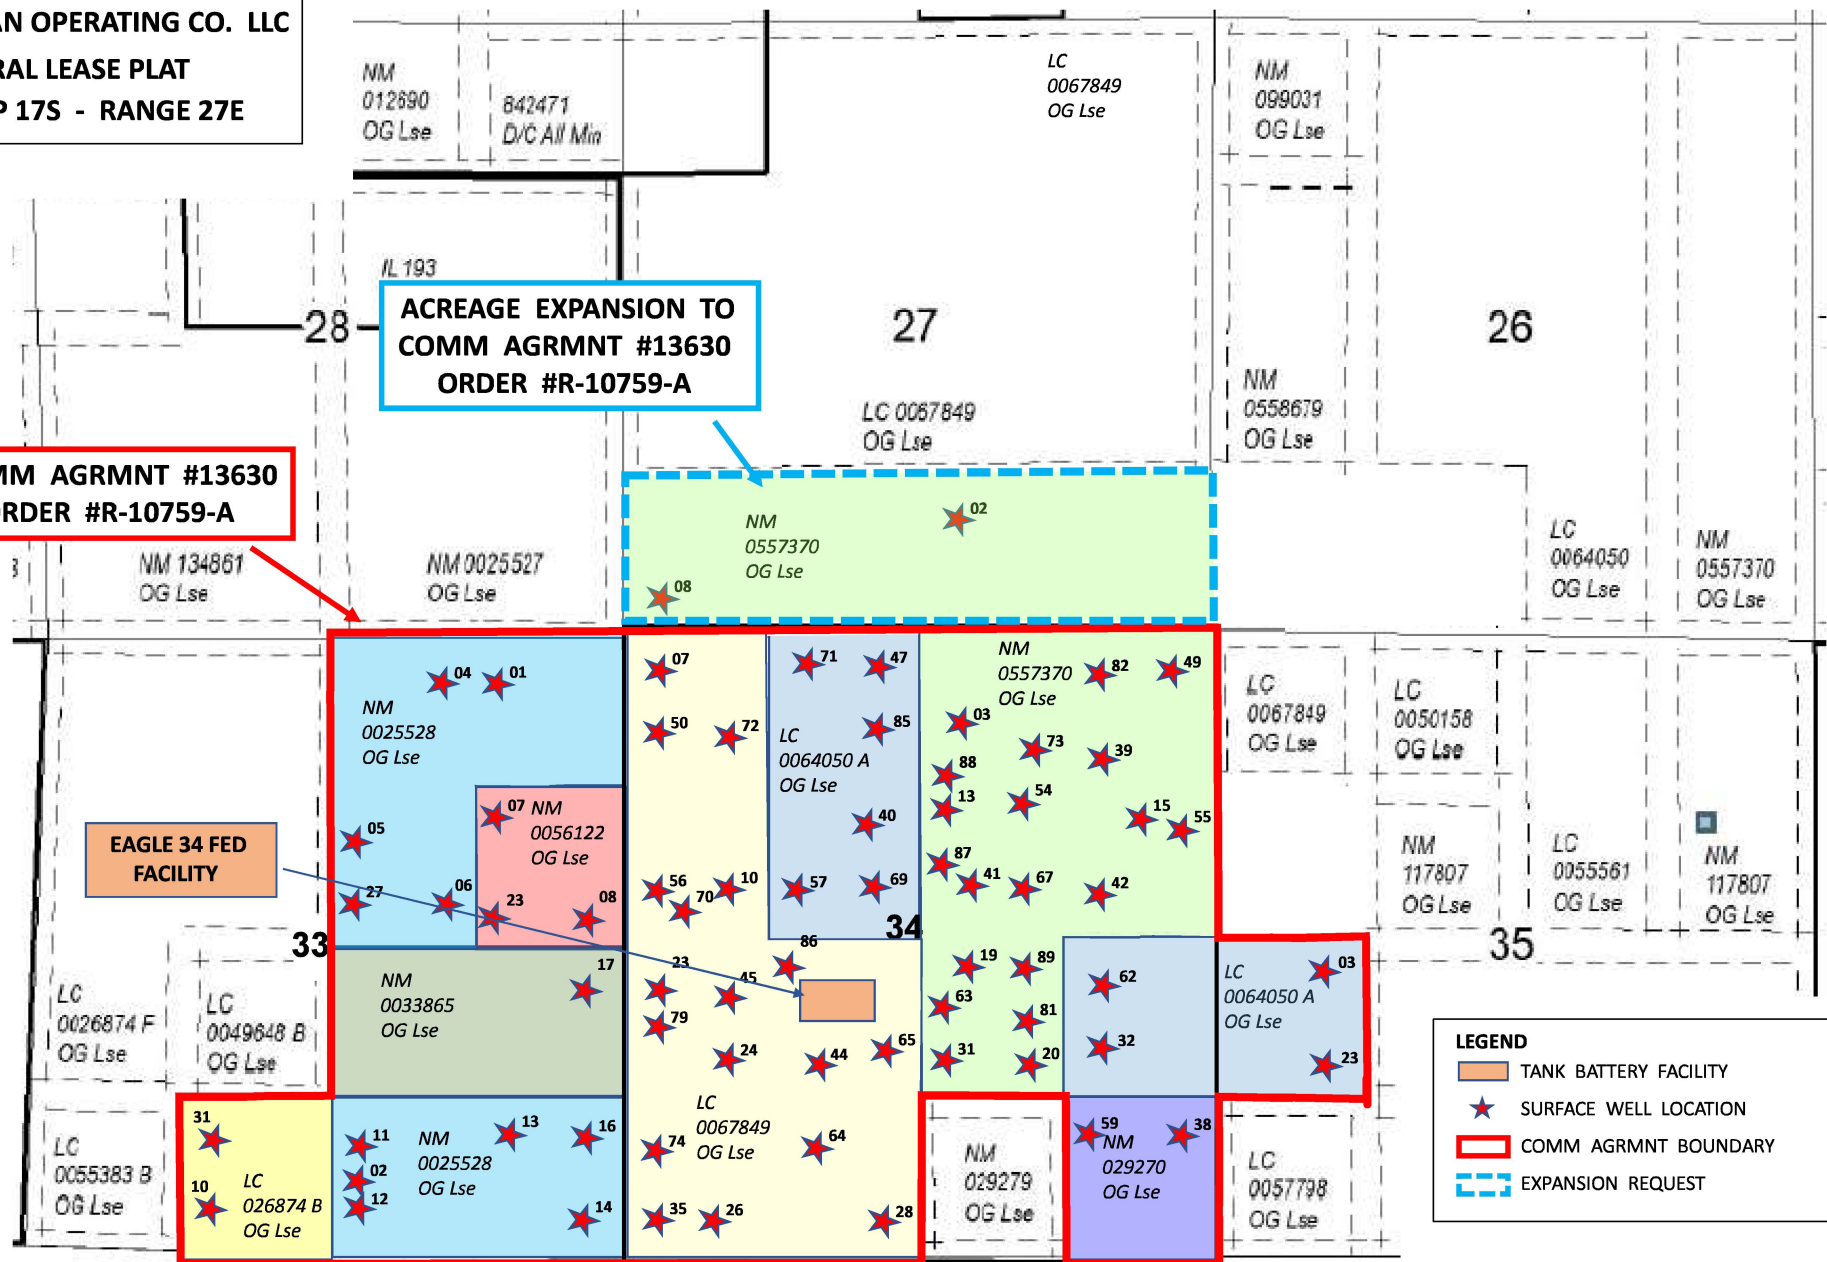 AN OPERATING CO. LLC
RAL LEASE PLAT
P 17S - RANGE 27E
NM
012690
OG Lse
842471
D/C All Min
LC
0067849
OG Lse
NM
099031
OG Lse
IL 193
28
ACREAGE EXPANSION TO
COMM AGRMNT #13630
ORDER #R-10759-A
27
26
LC 0067849
OG Lse
NM
0558679
OG Lse
MM AGRMNT #13630
RDER #R-10759-A
NM 134861
OG Lse
NM 0025527
OG Lse
NM
0557370
OG Lse
02
08
LC
0064050
OG Lse
NM
0557370
OG Lse
04
01
NM
0025528
OG Lse
05
27
06
07
NM
0056122
OG Lse
23
08
EAGLE 34 FED
FACILITY
33
07
50
72
56
70
10
71
47
85
LC
0064050 A
OG Lse
40
57
69
34
NM
0557370
OG Lse
82
49
03
73
39
88
13
54
15
55
87
41
67
42
LC
0067849
OG Lse
LC
0050158
OG Lse
NM
117807
OG Lse
LC
0055561
OG Lse
NM
117807
OG Lse
35
LC
0026874 F
OG Lse
LC
0049648 B
OG Lse
NM
0033865
OG Lse
17
23
45
86
79
24
44
65
19
89
63
81
31
20
62
32
LC
0064050 A
OG Lse
03
23
LC
0055383 B
OG Lse
31
10
LC
026874 B
OG Lse
11
02
12
NM
0025528
OG Lse
13
16
14
LC
0067849
OG Lse
74
64
35
26
28
NM
029279
OG Lse
59
38
NM
029270
OG Lse
LC
0057798
OG Lse
LEGEND
TANK BATTERY FACILITY
SURFACE WELL LOCATION
COMM AGRMNT BOUNDARY
EXPANSION REQUEST